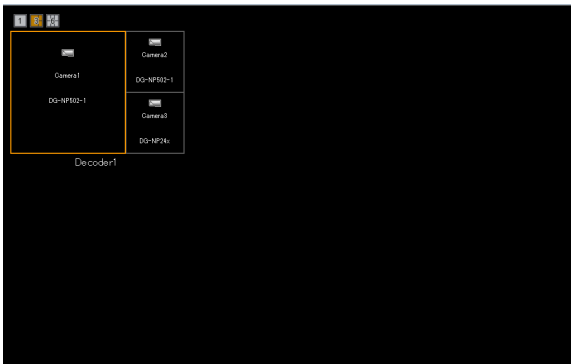 1
Camera1
DG-NP502-1
Camera2
DG-NP502-1
Camera3
DG-NP24x
Decoder1